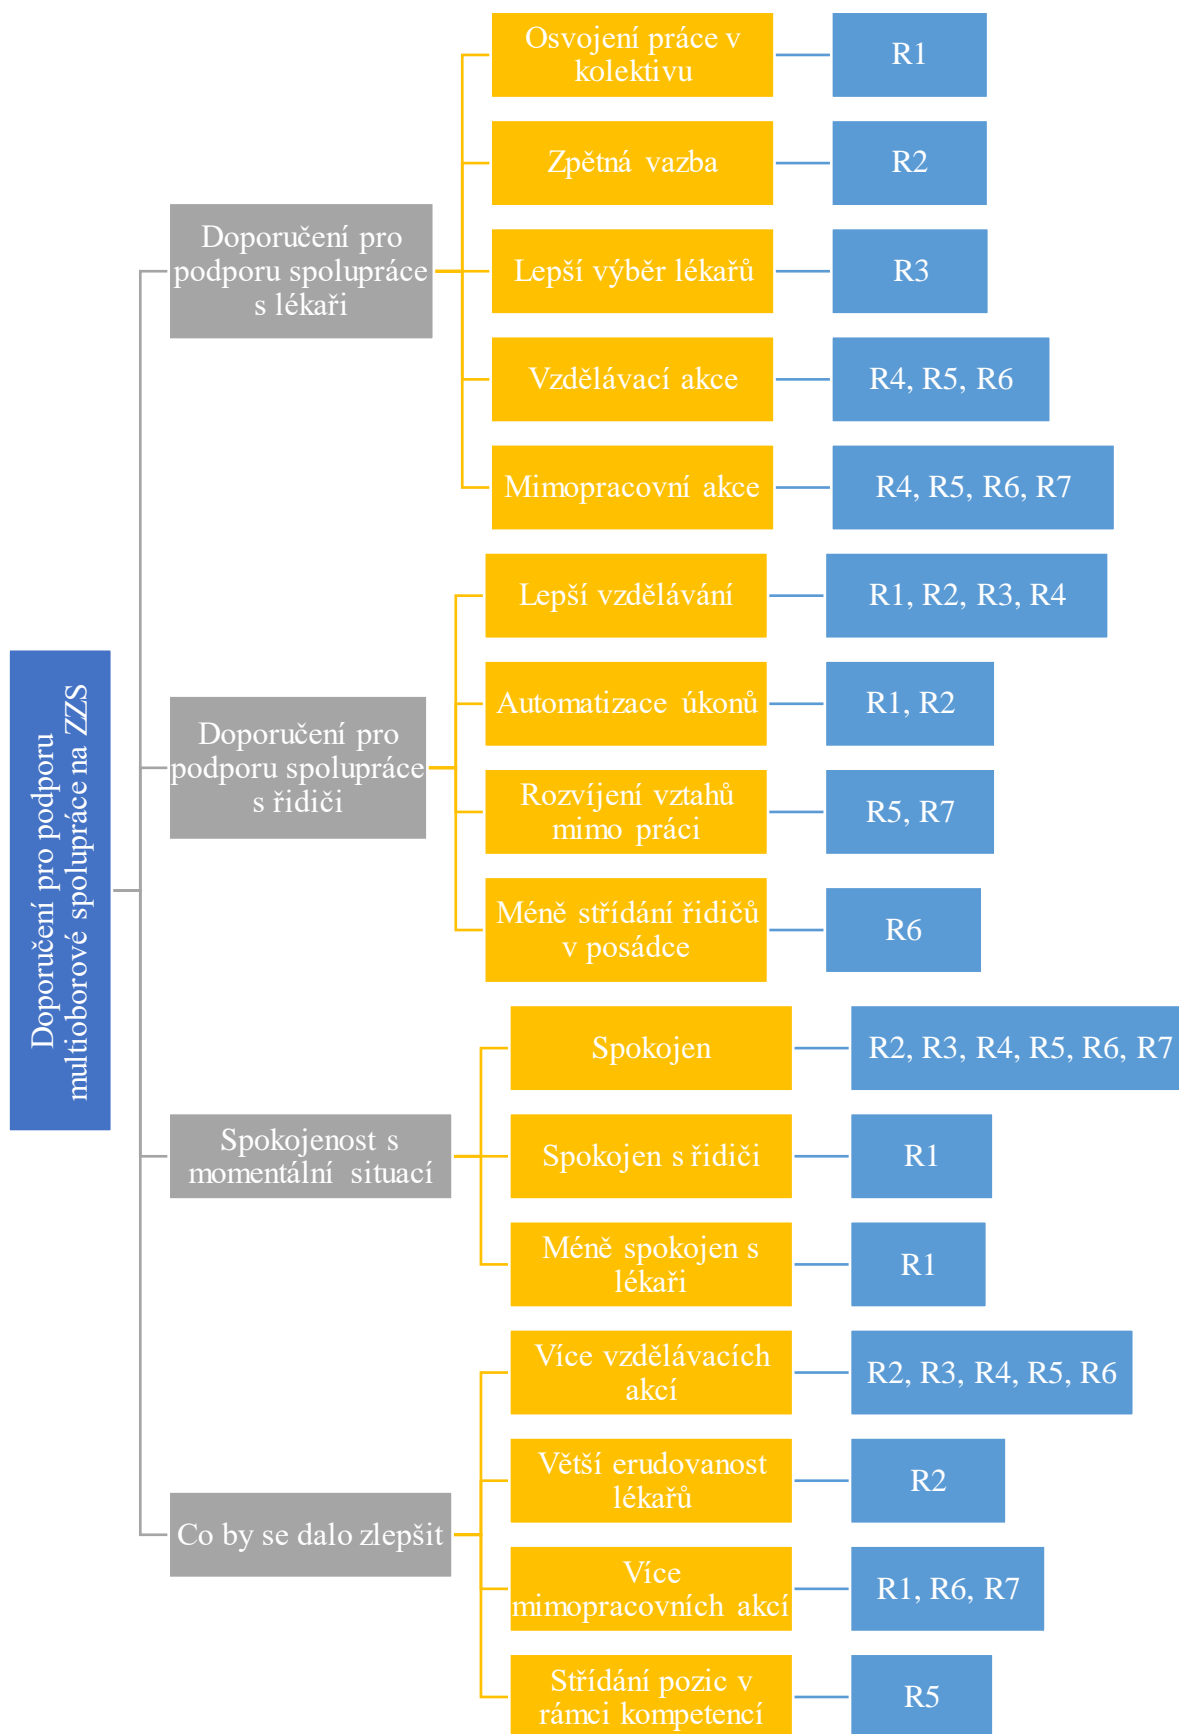 Doporučení pro podporu
multioborové spolupráce na ZZS
Doporučení pro
podporu spolupráce
s lékaři
Osvojení práce v
kolektivu
R1
Zpětná vazba
R2
Lepší výběr lékařů
R3
Vzdělávací akce
R4, R5, R6
Mimopracovní akce
R4, R5, R6, R7
Doporučení pro
podporu spolupráce
s řidiči
Lepší vzdělávání
R1, R2, R3, R4
Automatizace úkonů
R1, R2
Rozvíjení vztahů
mimo práci
R5, R7
Méně střídání řidičů
v posádce
R6
Spokojenost s
momentální situací
Spokojen
R2, R3, R4, R5, R6, R7
Spokojen s řidiči
R1
Méně spokojen s
lékaři
R1
Co by se dalo zlepšit
Více vzdělávacích
akcí
R2, R3, R4, R5, R6
Větší erudovanost
lékařů
R2
Více
mimopracovních akcí
R1, R6, R7
Střídání pozic v
rámci kompetencí
R5